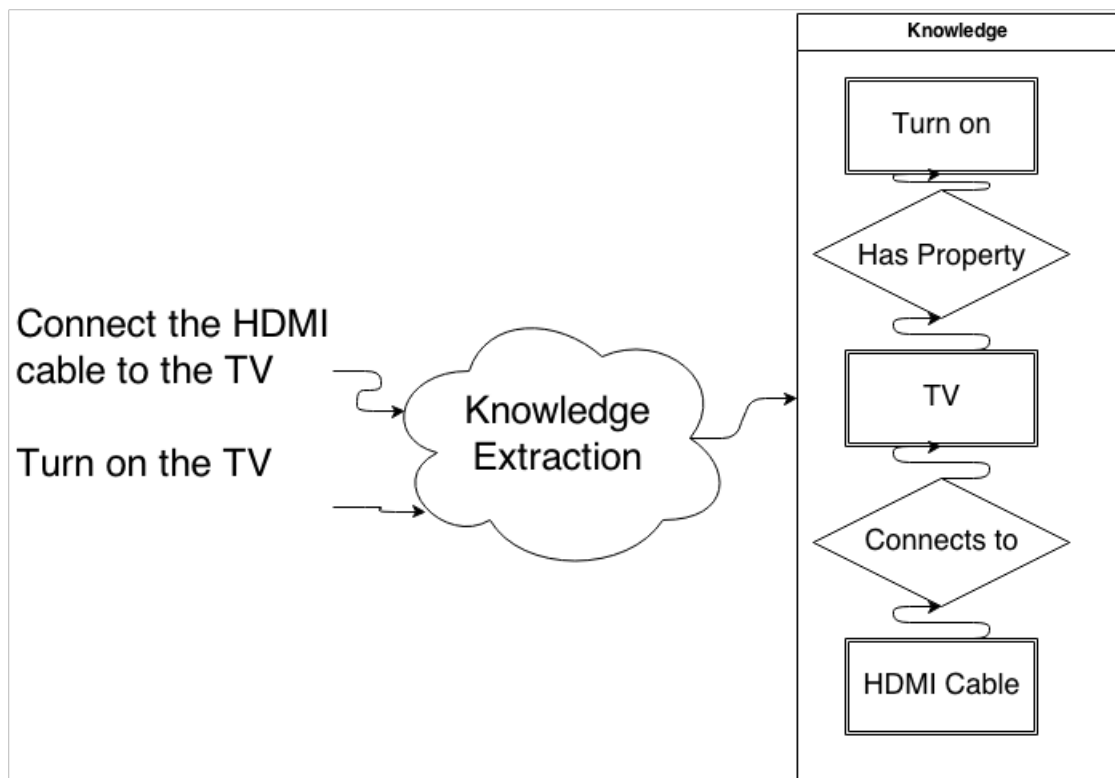 Knowledge
Turn on
Has Property
Connect the HDMI
cable to the TV
TV
Knowledge
Extraction
Turn on the TV
Connects to
HDMI Cable